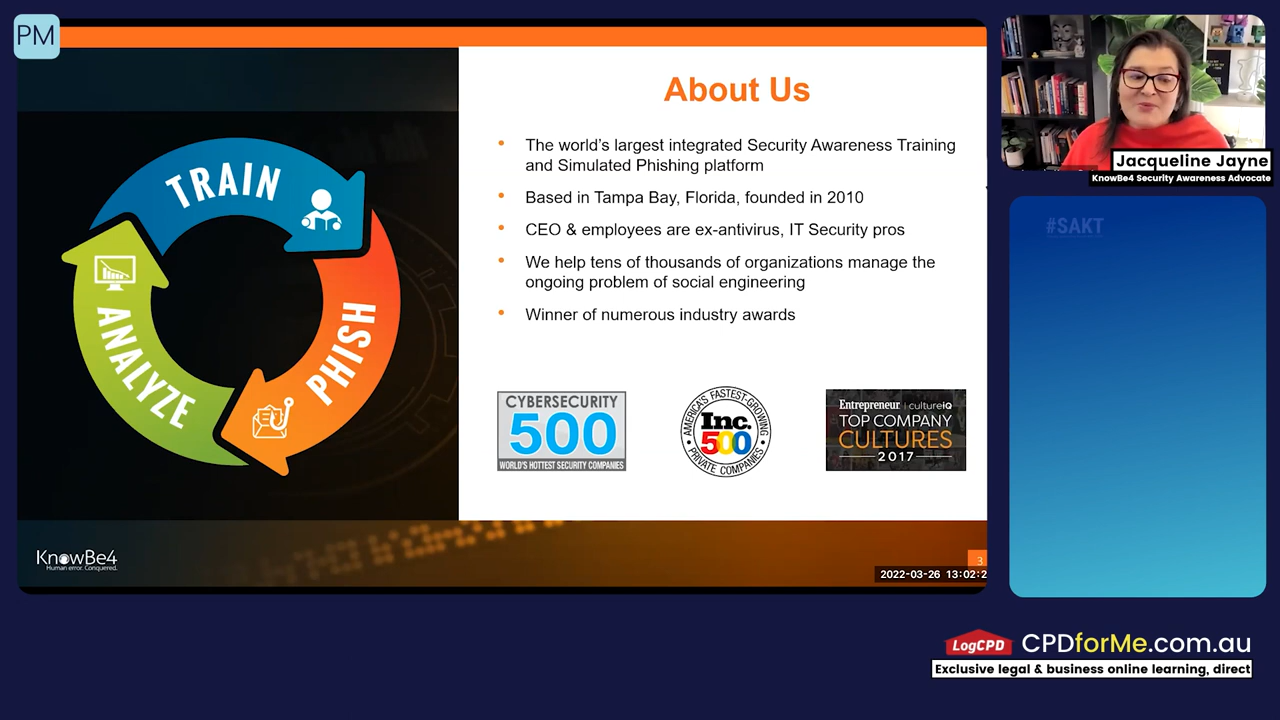 PM
About Us
• The world's largest integrated Security Awareness Training
and Simulated Phishing platform
• Based in Tampa Bay, Florida, founded in 2010
• CEO & employees are ex-antivirus, IT Security pros
• We help tens of thousands of organizations manage the
ongoing problem of social engineering
• Winner of numerous industry awards
TRAIN
PHISH
ANALYZE
CYBERSECURITY
500
WORLD'S HOTTEST SECURITY COMPANIES
AMERICA'S FASTEST-GROWING
Inc.
500
PRIVATE COMPANIES
Entrepreneur | cultureIQ
TOP COMPANY
CULTURES
2017
KnowBe4
Human error. Conquered.
3
2022-03-26 13:02:2
Jacqueline Jayne
KnowBe4 Security Awareness Advocate
#SAKT
LogCPD
CPDforMe.com.au
Exclusive legal & business online learning, direct